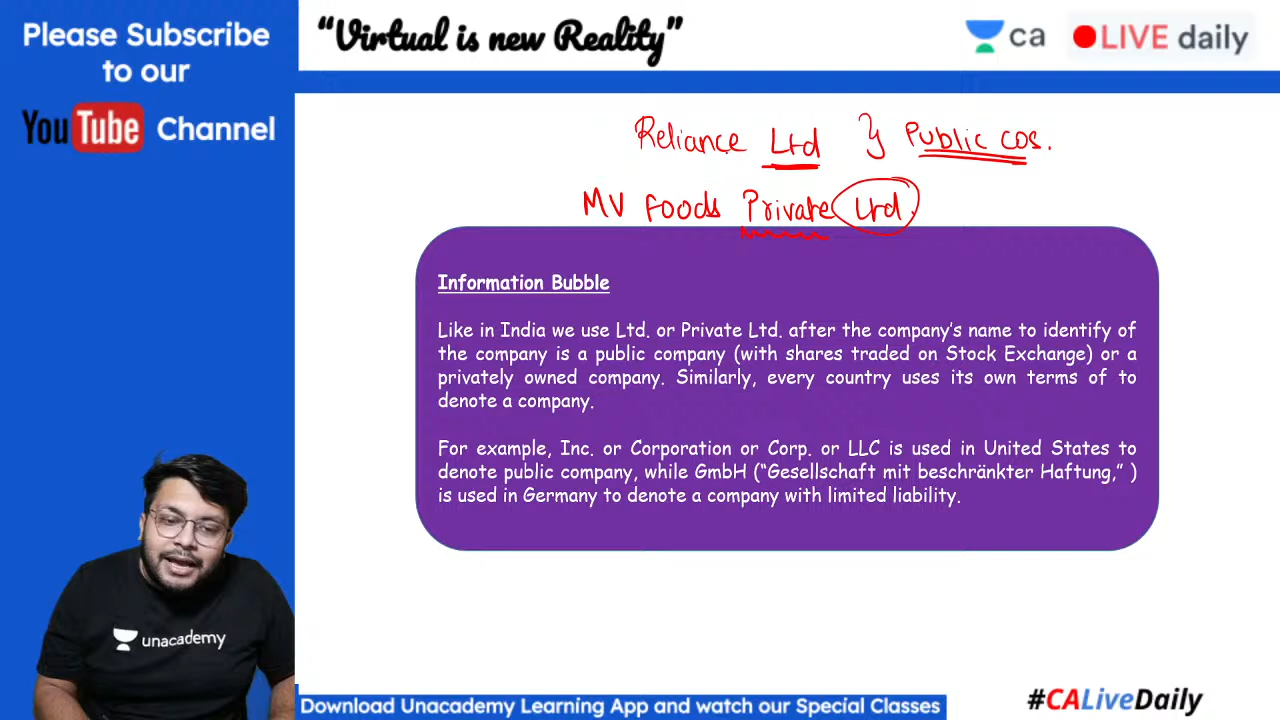 Please Subscribe
to our
YouTube Channel
“Virtual is new Reality”
ca
LIVE daily
Reliance Ltd } Public cos.
MV Foods Private Ltd.
Information Bubble
Like in India we use Ltd. or Private Ltd. after the company’s name to identify of
the company is a public company (with shares traded on Stock Exchange) or a
privately owned company. Similarly, every country uses its own terms of to
denote a company.
For example, Inc. or Corporation or Corp. or LLC is used in United States to
denote public company, while GmbH (“Gesellschaft mit beschränkter Haftung,” )
is used in Germany to denote a company with limited liability.
unacademy
Download Unacademy Learning App and watch our Special Classes
#CALiveDaily